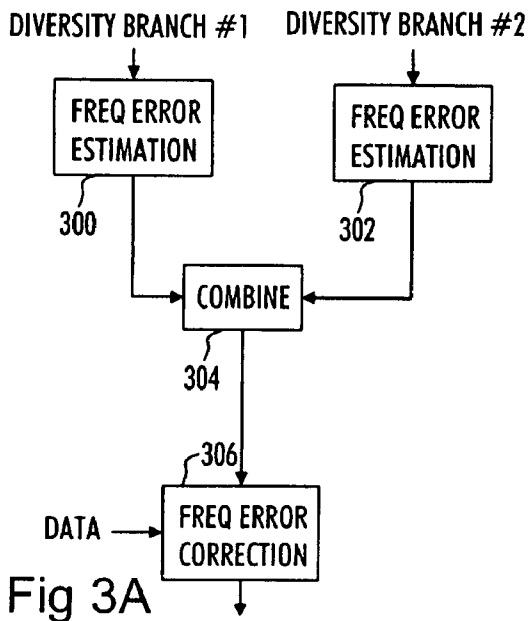 DIVERSITY BRANCH #1
DIVERSITY BRANCH #2
FREQ ERROR
ESTIMATION
300
FREQ ERROR
ESTIMATION
302
COMBINE
304
306
DATA
FREQ ERROR
CORRECTION
Fig 3A